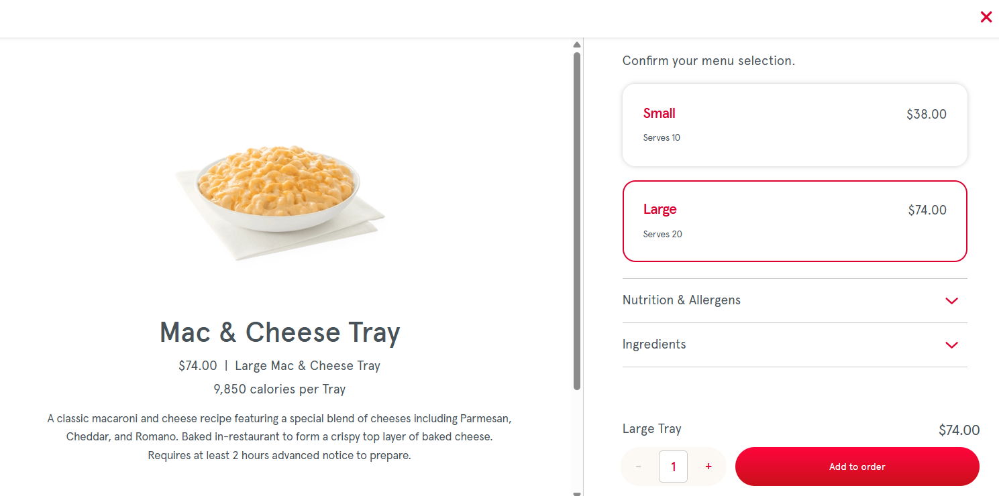 Mac & Cheese Tray
$74.00 | Large Mac & Cheese Tray
9,850 calories per Tray
A classic macaroni and cheese recipe featuring a special blend of cheeses including Parmesan,
Cheddar, and Romano. Baked in-restaurant to form a crispy top layer of baked cheese.
Requires at least 2 hours advanced notice to prepare.
Confirm your menu selection.
Small $38.00
Serves 10
Large $74.00
Serves 20
Nutrition & Allergens
Ingredients
Large Tray $74.00
− 1 + Add to order